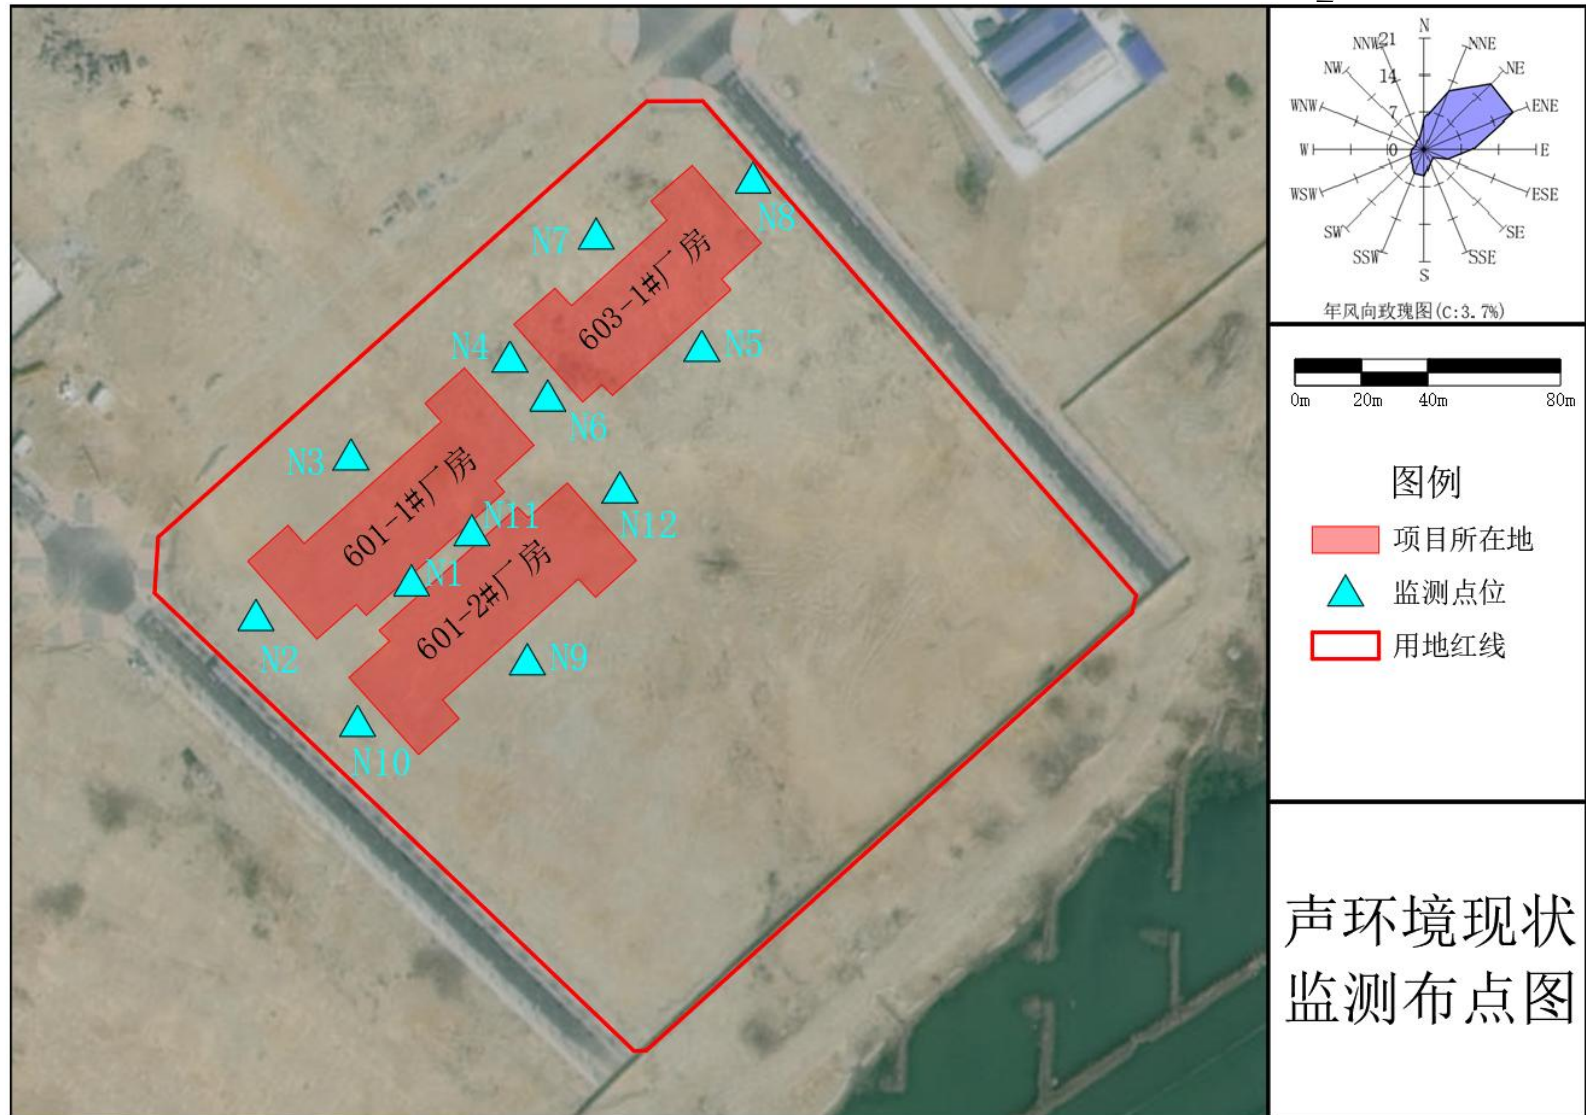 N
NNW
21
NNE
NW
14
NE
WNW
7
ENE
W
0
E
WSW
ESE
SW
SE
SSW
SSE
S
年风向玫瑰图(C:3.7%)
0m 20m 40m 80m
图例
项目所在地
监测点位
用地红线
声环境现状
监测布点图
N8
N7
603-1#厂房
N4
N5
N6
N3
601-1#厂房
N11
N12
N1
601-2#厂房
N2
N9
N10